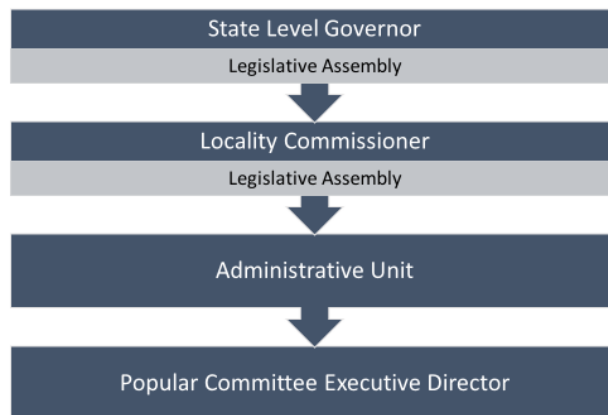 State Level Governor
Legislative Assembly
Locality Commissioner
Legislative Assembly
Administrative Unit
Popular Committee Executive Director